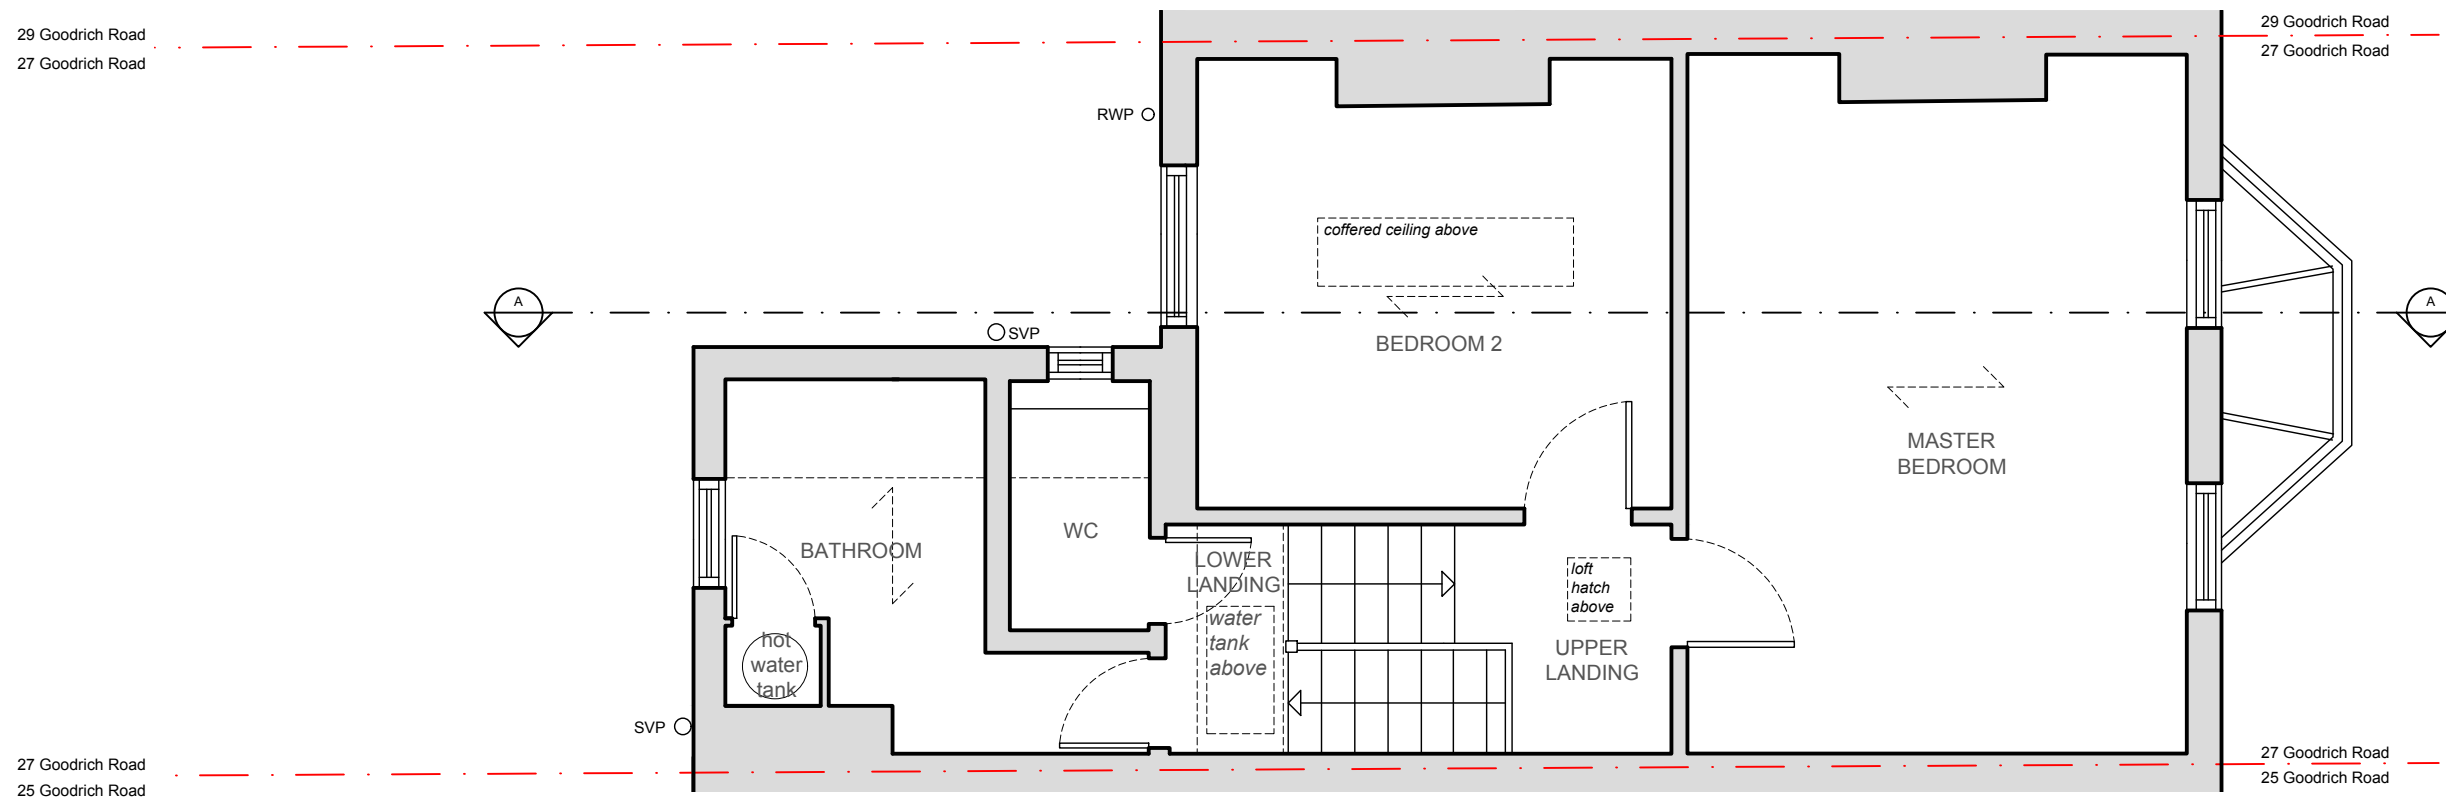 29 Goodrich Road
27 Goodrich Road
29 Goodrich Road
27 Goodrich Road
RWP
coffered ceiling above
A
A
SVP
BEDROOM 2
MASTER
BEDROOM
WC
BATHROOM
LOWER
LANDING
loft
hatch
above
water
tank
above
hot
water
tank
UPPER
LANDING
SVP
27 Goodrich Road
25 Goodrich Road
27 Goodrich Road
25 Goodrich Road